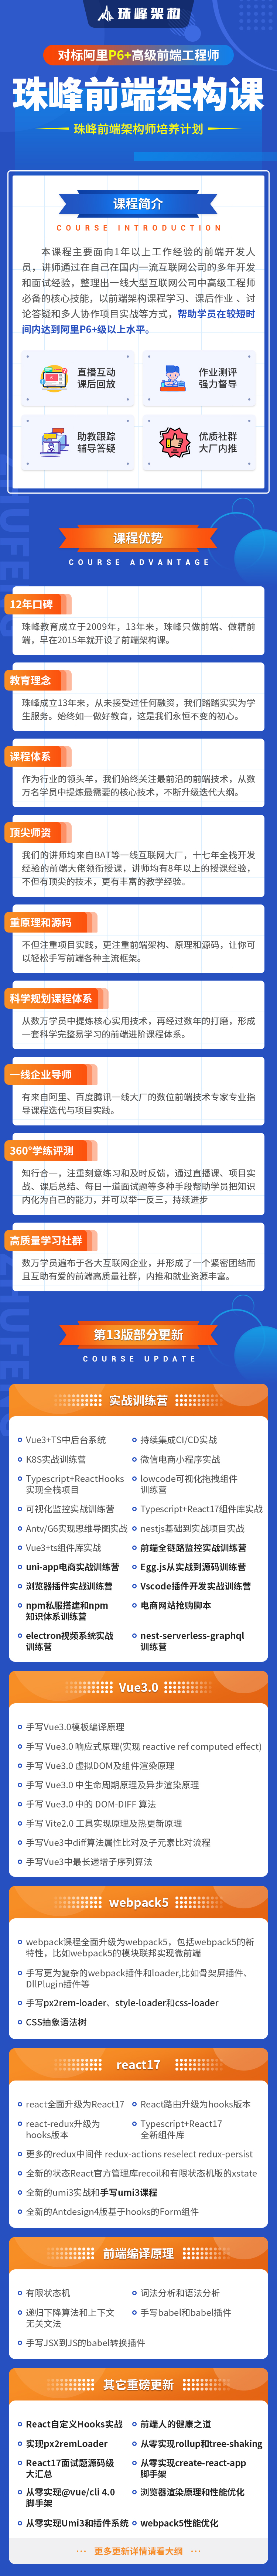 珠峰架构
对标阿里P6+高级前端工程师
珠峰前端架构课
珠峰前端架构师培养计划
课程简介
COURSE INTRODUCTION
本课程主要面向1年以上工作经验的前端开发人
员，讲师通过在自己在国内一流互联网公司的多年开发
和面试经验，整理出一线大型互联网公司中高级工程师
必备的核心技能，以前端架构课程学习、课后作业 、讨
论答疑和多人协作项目实战等方式，帮助学员在较短时
间内达到阿里P6+级以上水平。
直播互动
课后回放
作业测评
强力督导
助教跟踪
辅导答疑
优质社群
大厂内推
课程优势
COURSE ADVANTAGE
12年口碑
珠峰教育成立于2009年，13年来，珠峰只做前端、做精前
端，早在2015年就开设了前端架构课。
教育理念
珠峰成立13年来，从未接受过任何融资，我们踏踏实实为学
生服务。始终如一做好教育，这是我们永恒不变的初心。
课程体系
作为行业的领头羊，我们始终关注最前沿的前端技术，从数
万名学员中提炼最需要的核心技术，不断升级迭代大纲。
顶尖师资
我们的讲师均来自BAT等一线互联网大厂，十七年全栈开发
经验的前端大佬领衔授课，讲师均有8年以上的授课经验，
不但有顶尖的技术，更有丰富的教学经验。
重原理和源码
不但注重项目实践，更注重前端架构、原理和源码，让你可
以轻松手写前端各种主流框架。
科学规划课程体系
从数万学员中提炼核心实用技术，再经过数年的打磨，形成
一套科学完整易学习的前端进阶课程体系。
一线企业导师
有来自阿里、百度腾讯一线大厂的数位前端技术专家专业指
导课程迭代与项目实践。
360°学练评测
知行合一，注重刻意练习和及时反馈，通过直播课、项目实
战、课后总结、每日一道面试题等多种手段帮助学员把知识
内化为自己的能力，并可以举一反三，持续进步
高质量学习社群
数万学员遍布于各大互联网企业，并形成了一个紧密团结而
且互助有爱的前端高质量社群，内推和就业资源丰富。
第13版部分更新
COURSE UPDATE
实战训练营
Vue3+TS中后台系统
持续集成CI/CD实战
K8S实战训练营
微信电商小程序实战
Typescript+ReactHooks
实现全栈项目
lowcode可视化拖拽组件
训练营
可视化监控实战训练营
Typescript+React17组件库实战
Antv/G6实现思维导图实战
nestjs基础到实战项目实战
Vue3+ts组件库实战
前端全链路监控实战训练营
uni-app电商实战训练营
Egg.js从实战到源码训练营
浏览器插件实战训练营
Vscode插件开发实战训练营
npm私服搭建和npm
知识体系训练营
电商网站抢购脚本
electron视频系统实战
训练营
nest-serverless-graphql
训练营
Vue3.0
手写Vue3.0模板编译原理
手写 Vue3.0 响应式原理(实现 reactive ref computed effect)
手写 Vue3.0 虚拟DOM及组件渲染原理
手写 Vue3.0 中生命周期原理及异步渲染原理
手写 Vue3.0 中的 DOM-DIFF 算法
手写 Vite2.0 工具实现原理及热更新原理
手写Vue3中diff算法属性比对及子元素比对流程
手写Vue3中最长递增子序列算法
webpack5
webpack课程全面升级为webpack5，包括webpack5的新
特性，比如webpack5的模块联邦实现微前端
手写更为复杂的webpack插件和loader,比如骨架屏插件、
DllPlugin插件等
手写px2rem-loader、style-loader和css-loader
CSS抽象语法树
react17
react全面升级为React17
React路由升级为hooks版本
react-redux升级为
hooks版本
Typescript+React17
全新组件库
更多的redux中间件 redux-actions reselect redux-persist
全新的状态React官方管理库recoil和有限状态机版的xstate
全新的umi3实战和手写umi3课程
全新的Antdesign4版基于hooks的Form组件
前端编译原理
有限状态机
词法分析和语法分析
递归下降算法和上下文
无关文法
手写babel和babel插件
手写JSX到JS的babel转换插件
其它重磅更新
React自定义Hooks实战
前端人的健康之道
实现px2remLoader
从零实现rollup和tree-shaking
React17面试题源码级
大汇总
从零实现create-react-app
脚手架
从零实现@vue/cli 4.0
脚手架
浏览器渲染原理和性能优化
从零实现Umi3和插件系统
webpack5性能优化
··· 更多更新详情请看大纲 ···